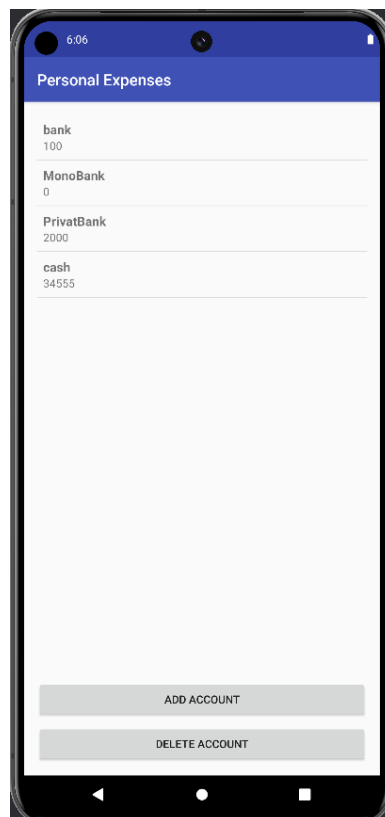 6:06
Personal Expenses
bank
100
MonoBank
0
PrivatBank
2000
cash
34555
ADD ACCOUNT
DELETE ACCOUNT